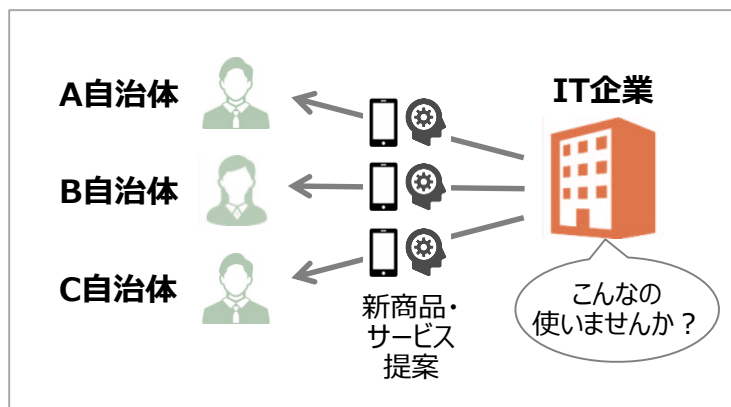 A自治体
IT企業
B自治体
C自治体
新商品・
サービス
提案
こんなの
使いませんか？